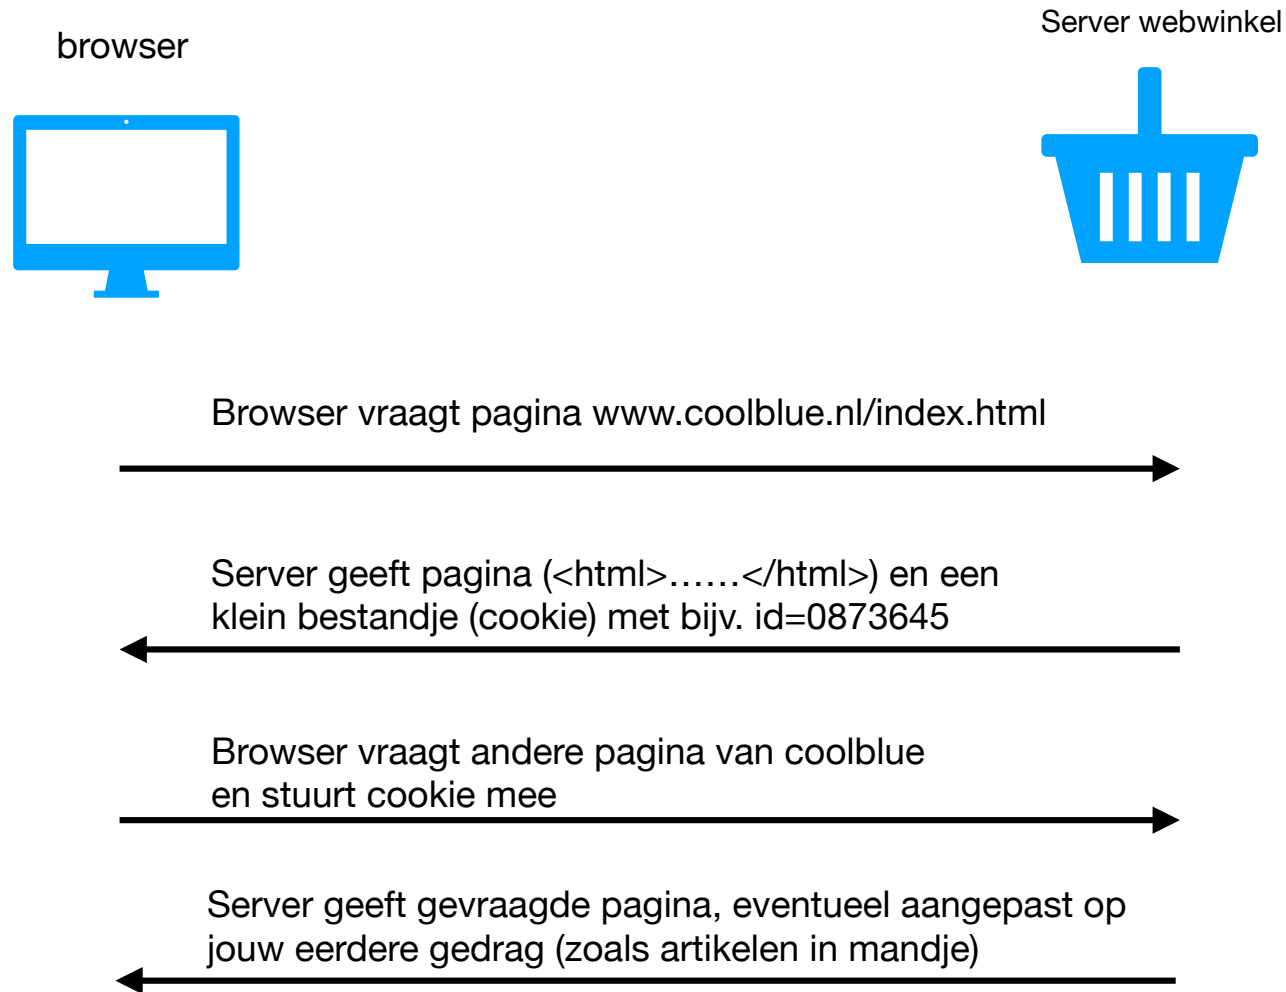 browser
Server webwinkel
Browser vraagt pagina www.coolblue.nl/index.html
Server geeft pagina (<html>......</html>) en een
klein bestandje (cookie) met bijv. id=0873645
Browser vraagt andere pagina van coolblue
en stuurt cookie mee
Server geeft gevraagde pagina, eventueel aangepast op
jouw eerdere gedrag (zoals artikelen in mandje)